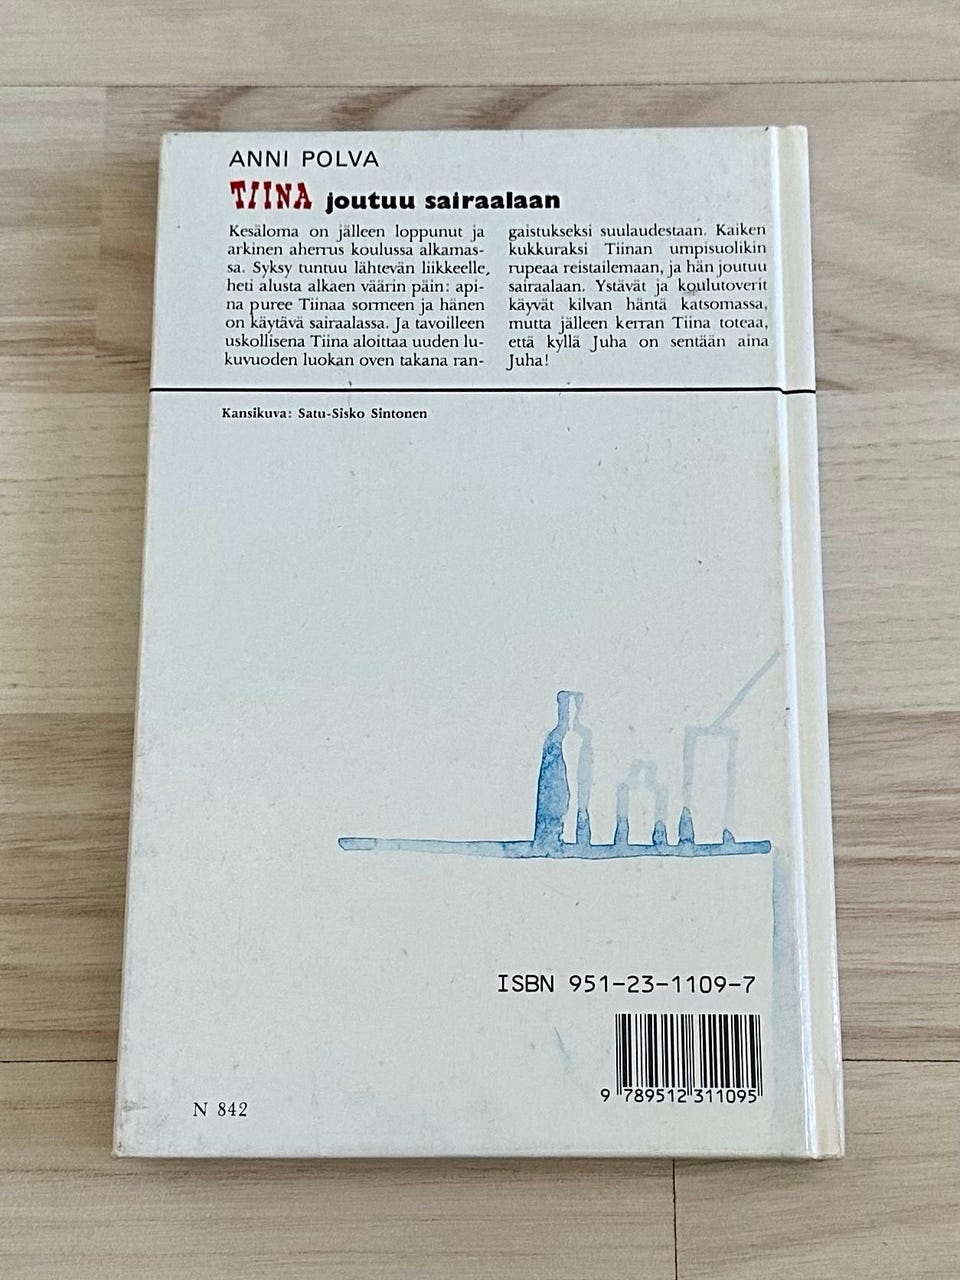 ANNI POLVA
TIINA joutuu sairaalaan
Kesäloma on jälleen loppunut ja
arkinen aherrus koulussa alkamas-
sa. Syksy tuntuu lähtevän liikkeelle,
heti alusta alkaen väärin päin: api-
na puree Tiinaa sormeen ja hänen
on käytävä sairaalassa. Ja tavoilleen
uskollisena Tiina aloittaa uuden lu-
kuvuoden luokan oven takana ran-
gaistukseksi suulaudestaan. Kaiken
kukkuraksi Tiinan umpisuolikin
rupeaa reistailemaan, ja hän joutuu
sairaalaan. Ystävät ja koulutoverit
käyvät kilvan häntä katsomassa,
mutta jälleen kerran Tiina toteaa,
että kyllä Juha on sentään aina
Juha!
Kansikuva: Satu-Sisko Sintonen
ISBN 951-23-1109-7
9 789512 311095
N 842